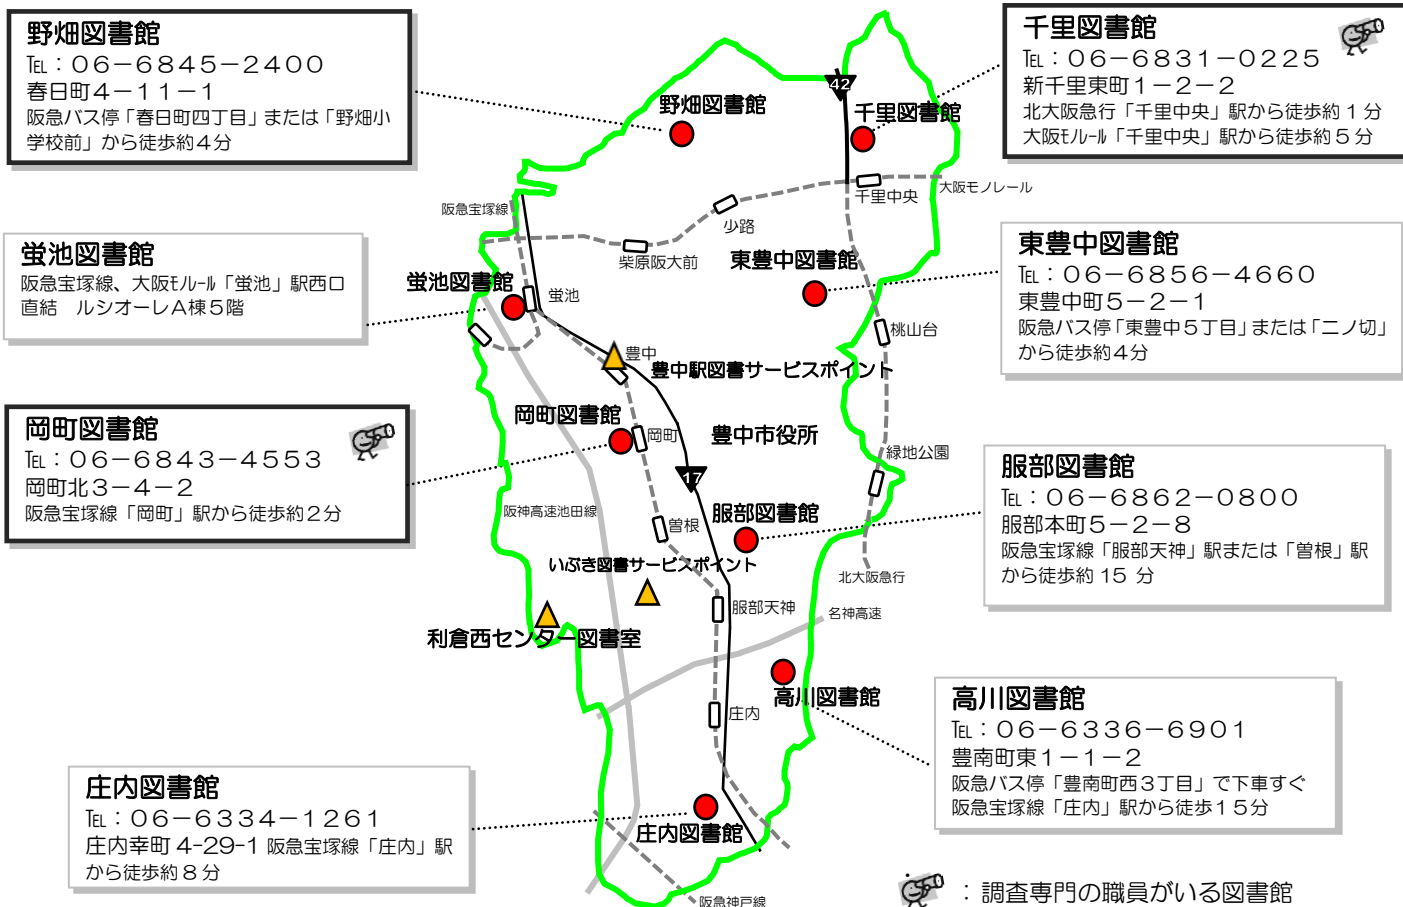 野畑図書館
℡：０６－６８４５－２４００
春日町４－１１－１
阪急バス停「春日町四丁目」または「野畑小
学校前」から徒歩約４分
千里図書館
℡：０６－６８３１－０２２５
新千里東町１－２－２
北大阪急行「千里中央」駅から徒歩約１分
大阪ﾓﾉﾚｰﾙ「千里中央」駅から徒歩約５分
蛍池図書館
阪急宝塚線、大阪ﾓﾉﾚｰﾙ「蛍池」駅西口
直結　ルシオーレＡ棟５階
東豊中図書館
℡：０６－６８５６－４６６０
東豊中町５－２－１
阪急バス停「東豊中５丁目」または「二ノ切」
から徒歩約４分
岡町図書館
℡：０６－６８４３－４５５３
岡町北３－４－２
阪急宝塚線「岡町」駅から徒歩約２分
服部図書館
℡：０６－６８６２－０８００
服部本町５－２－８
阪急宝塚線「服部天神」駅または「曽根」駅
から徒歩約 15 分
高川図書館
℡：０６－６３３６－６９０１
豊南町東１－１－２
阪急バス停「豊南町西３丁目」で下車すぐ
阪急宝塚線「庄内」駅から徒歩１５分
庄内図書館
℡：０６－６３３４－１２６１
庄内幸町 4-29-1 阪急宝塚線「庄内」駅
から徒歩約８分
42
野畑図書館
千里図書館
千里中央
大阪モノレール
阪急宝塚線
少路
柴原阪大前
東豊中図書館
蛍池図書館
蛍池
桃山台
豊中
豊中駅図書サービスポイント
岡町図書館
岡町
豊中市役所
緑地公園
17
阪神高速池田線
曽根
服部図書館
いぶき図書サービスポイント
北大阪急行
服部天神
名神高速
利倉西センター図書室
高川図書館
庄内
庄内図書館
阪急神戸線
：調査専門の職員がいる図書館